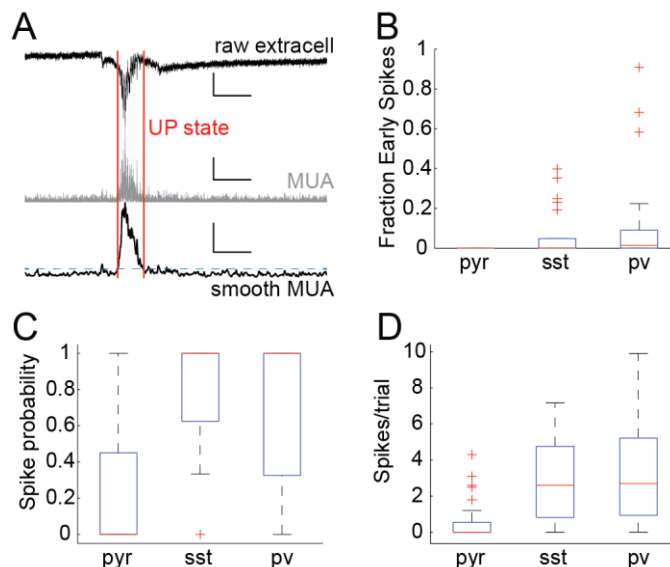 A
raw extracell
UP state
MUA
smooth MUA
B
Fraction Early Spikes
1
0.8
0.6
0.4
0.2
0
pyr sst pv
C
Spike probability
1
0.8
0.6
0.4
0.2
0
pyr sst pv
D
Spikes/trial
10
8
6
4
2
0
pyr sst pv